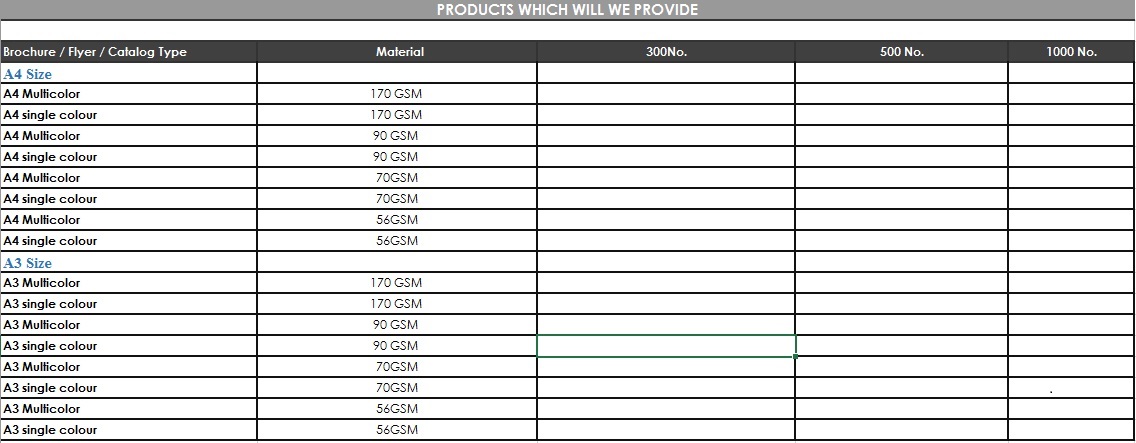 PRODUCTS WHICH WILL WE PROVIDE
Brochure / Flyer / Catalog Type Material 300No. 500 No. 1000 No.
A4 Size
A4 Multicolor 170 GSM
A4 single colour 170 GSM
A4 Multicolor 90 GSM
A4 single colour 90 GSM
A4 Multicolor 70GSM
A4 single colour 70GSM
A4 Multicolor 56GSM
A4 single colour 56GSM
A3 Size
A3 Multicolor 170 GSM
A3 single colour 170 GSM
A3 Multicolor 90 GSM
A3 single colour 90 GSM
A3 Multicolor 70GSM
A3 single colour 70GSM .
A3 Multicolor 56GSM
A3 single colour 56GSM